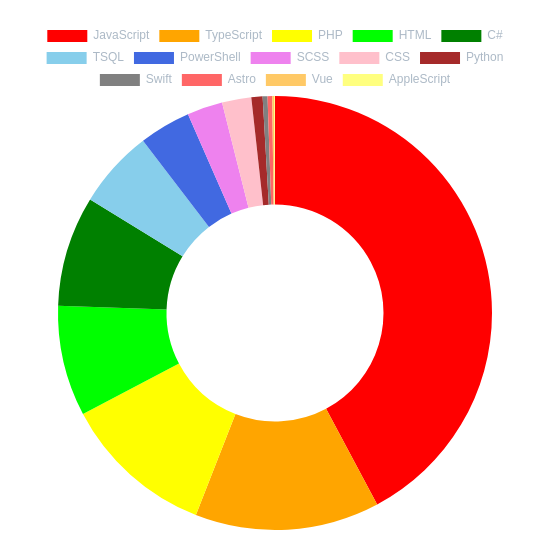 JavaScript TypeScript PHP HTML C#
TSQL PowerShell SCSS CSS Python
Swift Astro Vue AppleScript